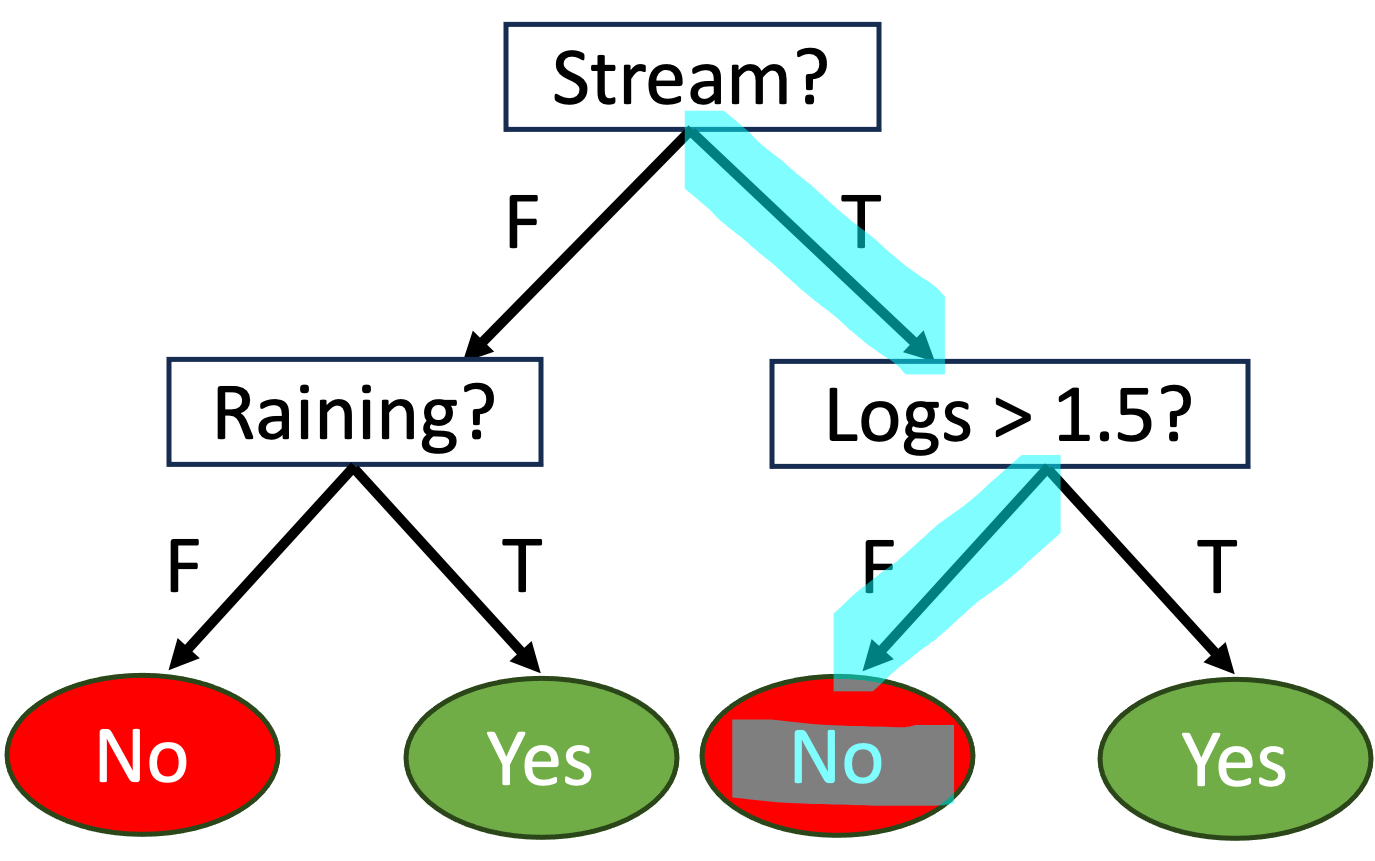 Stream?
F
T
Raining?
Logs > 1.5?
F
T
F
T
No
Yes
No
Yes